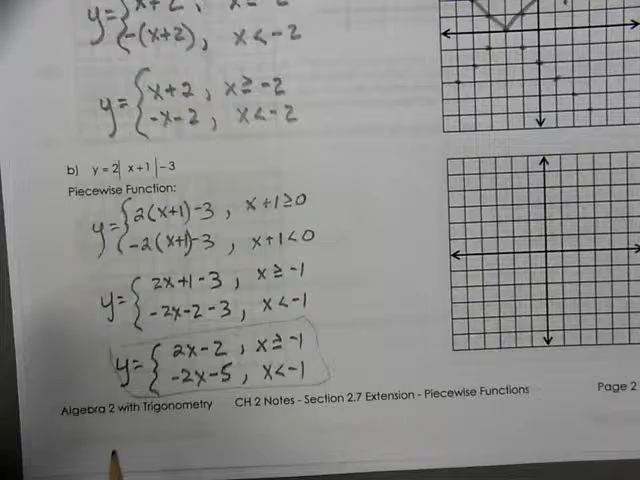 y= { x+2 , x≥-2
-(x+2) , x<-2
y= { x+2 , x≥-2
-x-2 , x<-2
b) y = 2| x + 1 | - 3
Piecewise Function:
y= { 2(x+1)-3 , x+1≥0
-2(x+1)-3 , x+1<0
y= { 2x+1-3 , x≥-1
-2x-2-3 , x<-1
y= { 2x-2 , x≥-1
-2x-5 , x<-1
Algebra 2 with Trigonometry CH 2 Notes - Section 2.7 Extension - Piecewise Functions Page 2